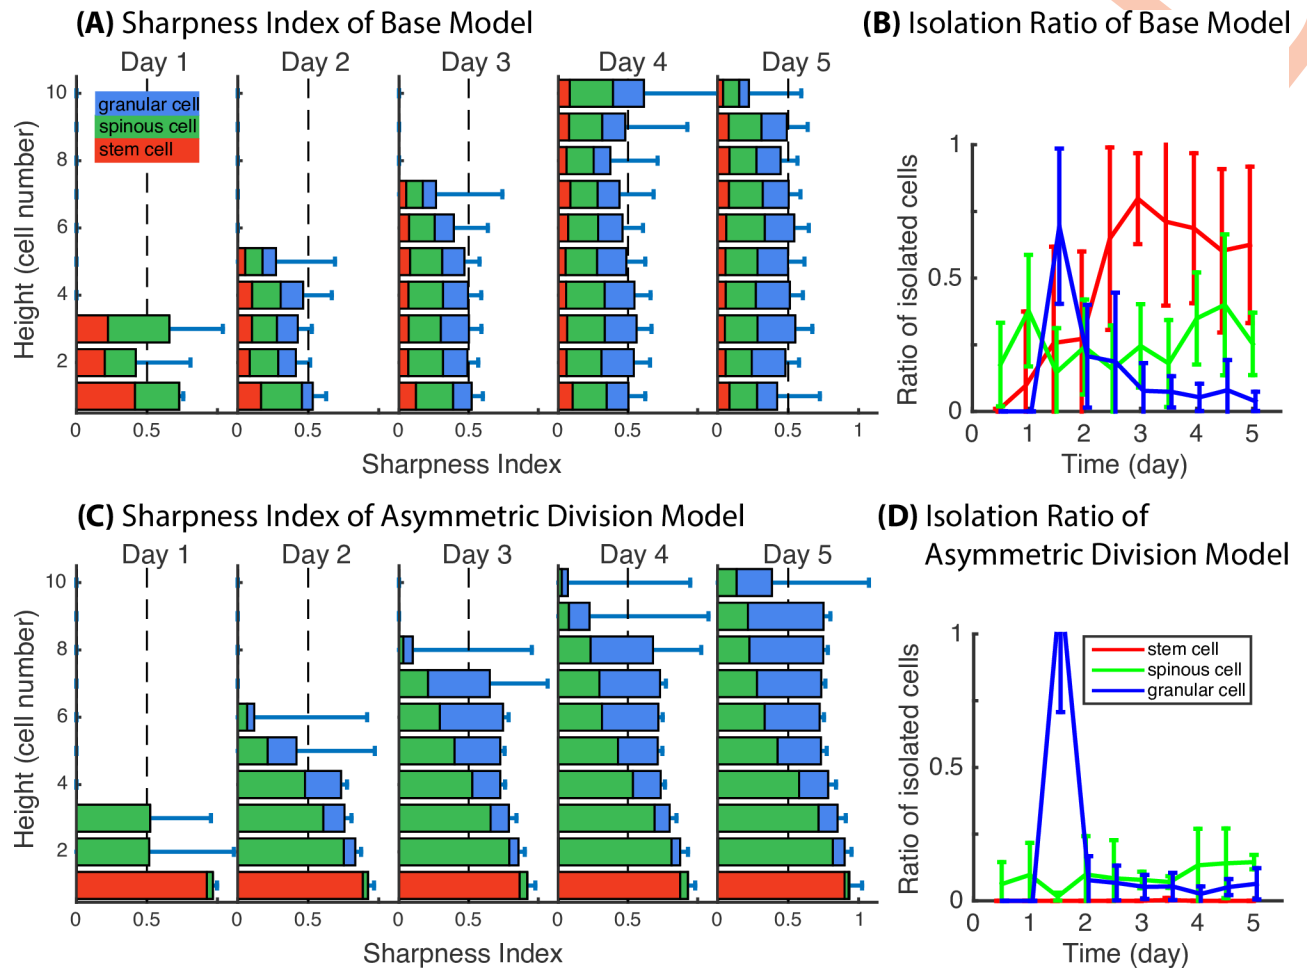 (A) Sharpness Index of Base Model
Day 1 Day 2 Day 3 Day 4 Day 5
granular cell
spinous cell
stem cell
Height (cell number)
10
8
6
4
2
0 0.5 0 0.5 0 0.5 0 0.5 0 0.5 1
Sharpness Index
(B) Isolation Ratio of Base Model
Ratio of isolated cells
1
0.5
0
0 1 2 3 4 5
Time (day)
(C) Sharpness Index of Asymmetric Division Model
Day 1 Day 2 Day 3 Day 4 Day 5
Height (cell number)
10
8
6
4
2
0 0.5 0 0.5 0 0.5 0 0.5 0 0.5 1
Sharpness Index
(D) Isolation Ratio of
Asymmetric Division Model
stem cell
spinous cell
granular cell
Ratio of isolated cells
1
0.5
0
0 1 2 3 4 5
Time (day)